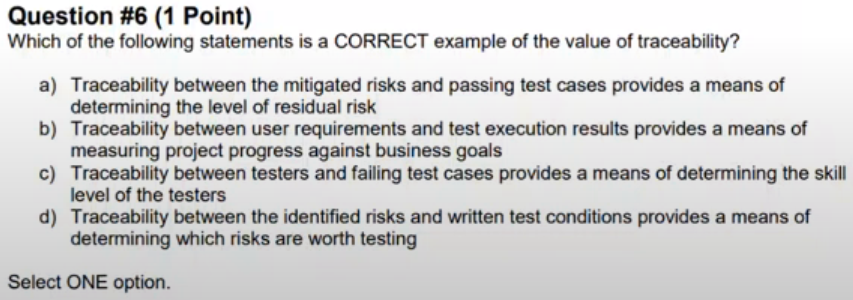 Question #6 (1 Point)
Which of the following statements is a CORRECT example of the value of traceability?
a) Traceability between the mitigated risks and passing test cases provides a means of
determining the level of residual risk
b) Traceability between user requirements and test execution results provides a means of
measuring project progress against business goals
c) Traceability between testers and failing test cases provides a means of determining the skill
level of the testers
d) Traceability between the identified risks and written test conditions provides a means of
determining which risks are worth testing
Select ONE option.